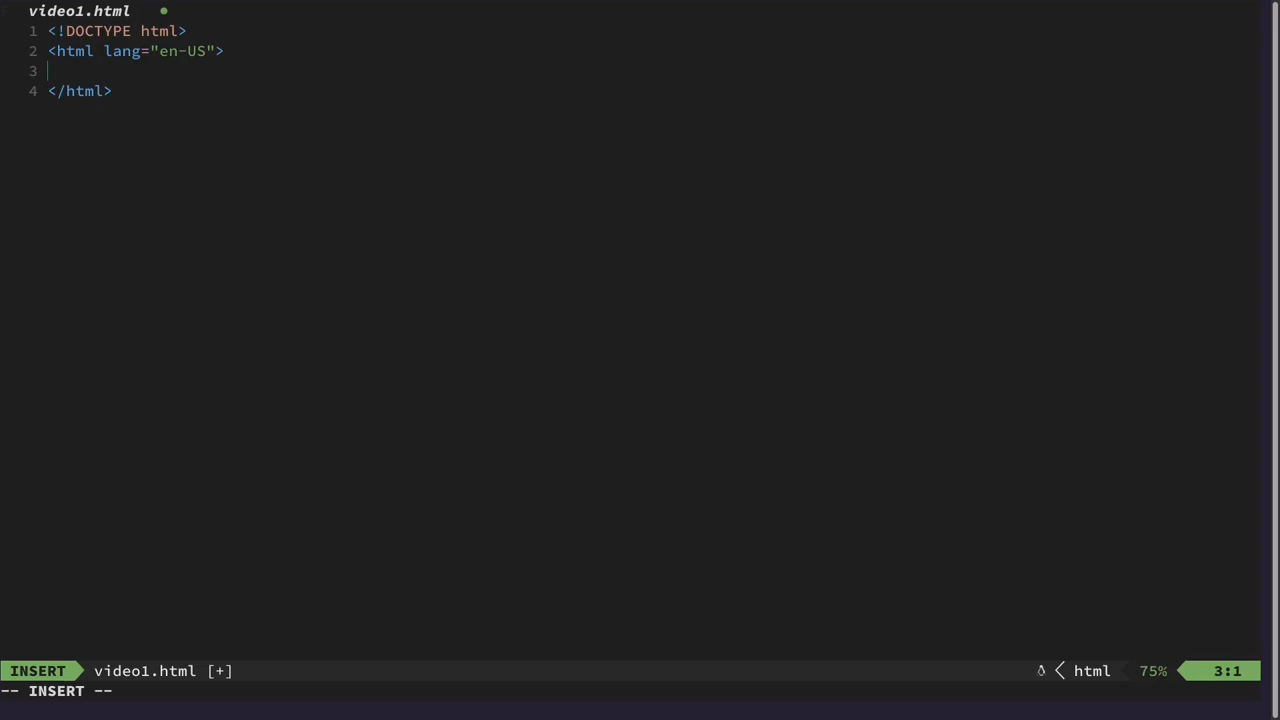 video1.html
1 <!DOCTYPE html>
2 <html lang="en-US">
3
4 </html>
INSERT video1.html [+] html 75% 3:1
-- INSERT --